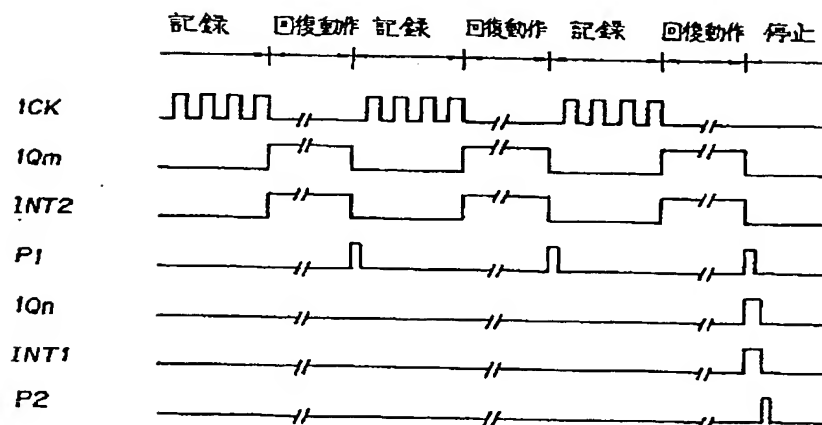 記録 回復動作 記録 回復動作 記録 回復動作 停止
1CK
1Qm
INT2
P1
1Qn
INT1
P2